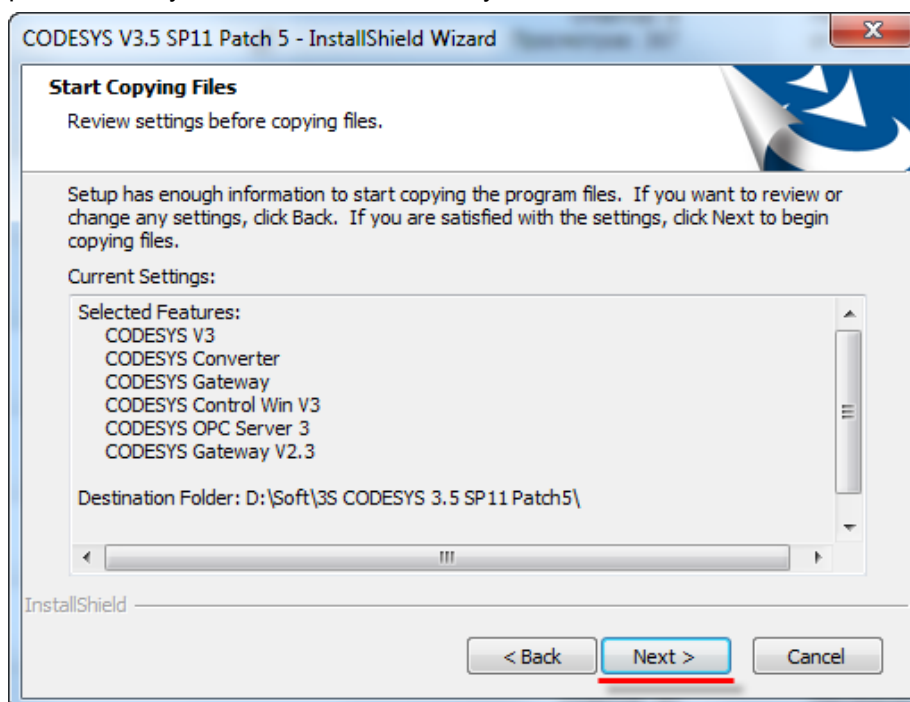 CODESYS V3.5 SP11 Patch 5 - InstallShield Wizard
Start Copying Files
Review settings before copying files.
Setup has enough information to start copying the program files. If you want to review or
change any settings, click Back. If you are satisfied with the settings, click Next to begin
copying files.
Current Settings:
Selected Features:
CODESYS V3
CODESYS Converter
CODESYS Gateway
CODESYS Control Win V3
CODESYS OPC Server 3
CODESYS Gateway V2.3
Destination Folder: D:\Soft\3S CODESYS 3.5 SP11 Patch5\
InstallShield
< Back
Next >
Cancel